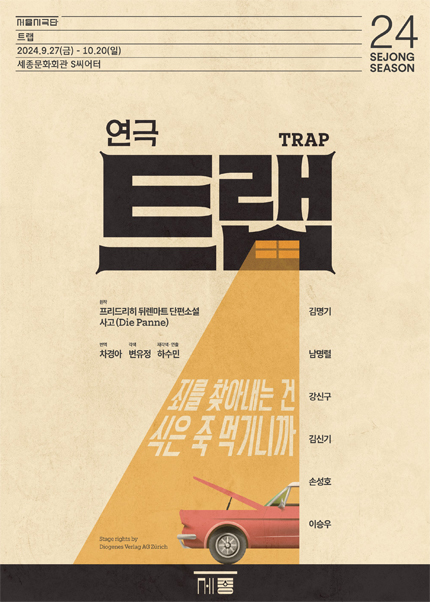 서울시극단
트랩
2024.9.27(금) - 10.20(일)
세종문화회관 S씨어터
24
SEJONG
SEASON
연극
TRAP
트랩
원작
프리드리히 뒤렌마트 단편소설
사고 (Die Panne)
번역 각색 재각색·연출
차경아 변유정 하수민
김명기
남명렬
강신구
김신기
손성호
이승우
죄를 찾아내는 건
식은 죽 먹기니까
Stage rights by
Diogenes Verlag AG Zürich
세종